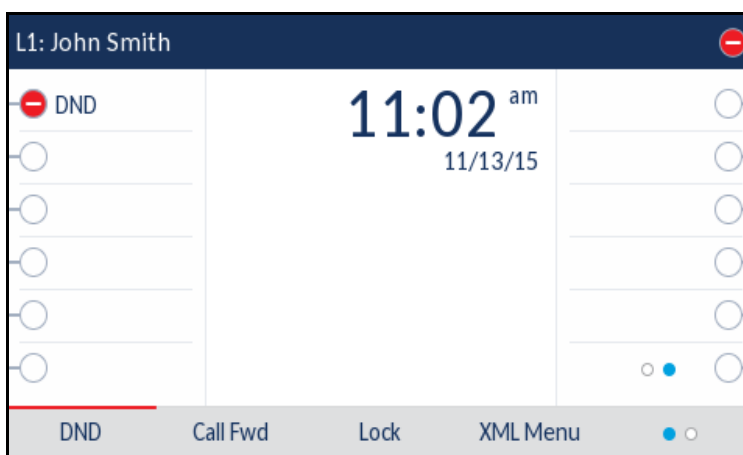 L1: John Smith
DND
11:02 am
11/13/15
DND Call Fwd Lock XML Menu